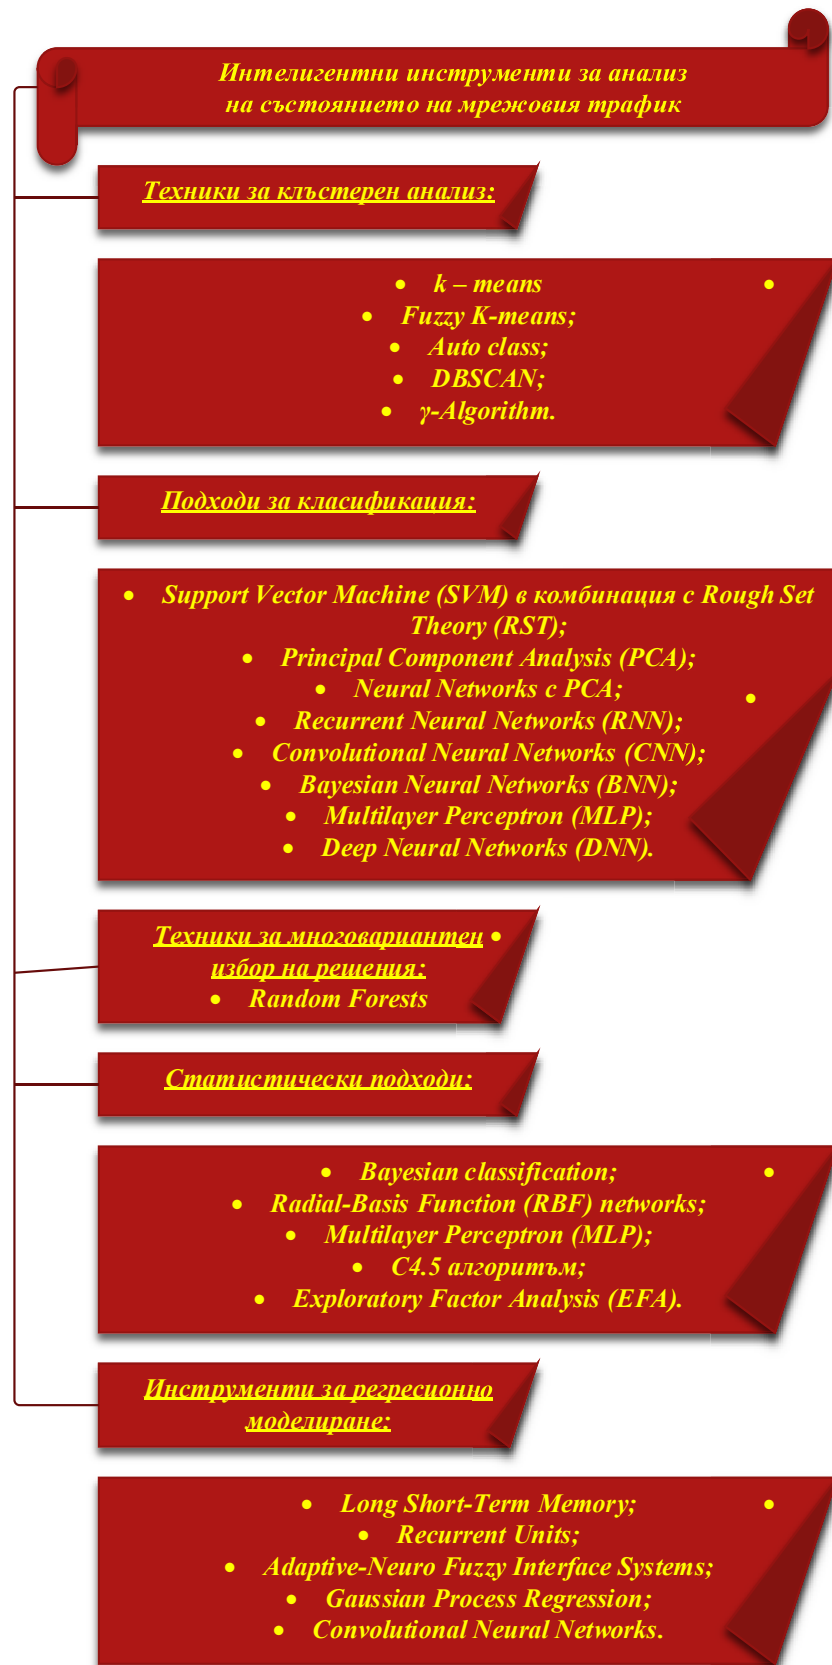 Интелигентни инструменти за анализ
на състоянието на мрежовия трафик
Техники за клъстерен анализ:
• k – means
• Fuzzy K-means;
• Auto class;
• DBSCAN;
• γ-Algorithm.
Подходи за класификация:
• Support Vector Machine (SVM) в комбинация с Rough Set
Theory (RST);
• Principal Component Analysis (PCA);
• Neural Networks с PCA;
• Recurrent Neural Networks (RNN);
• Convolutional Neural Networks (CNN);
• Bayesian Neural Networks (BNN);
• Multilayer Perceptron (MLP);
• Deep Neural Networks (DNN).
Техники за многовариантен
избор на решения:
• Random Forests
Статистически подходи:
• Bayesian classification;
• Radial-Basis Function (RBF) networks;
• Multilayer Perceptron (MLP);
• C4.5 алгоритъм;
• Exploratory Factor Analysis (EFA).
Инструменти за регресионно
моделиране:
• Long Short-Term Memory;
• Recurrent Units;
• Adaptive-Neuro Fuzzy Interface Systems;
• Gaussian Process Regression;
• Convolutional Neural Networks.